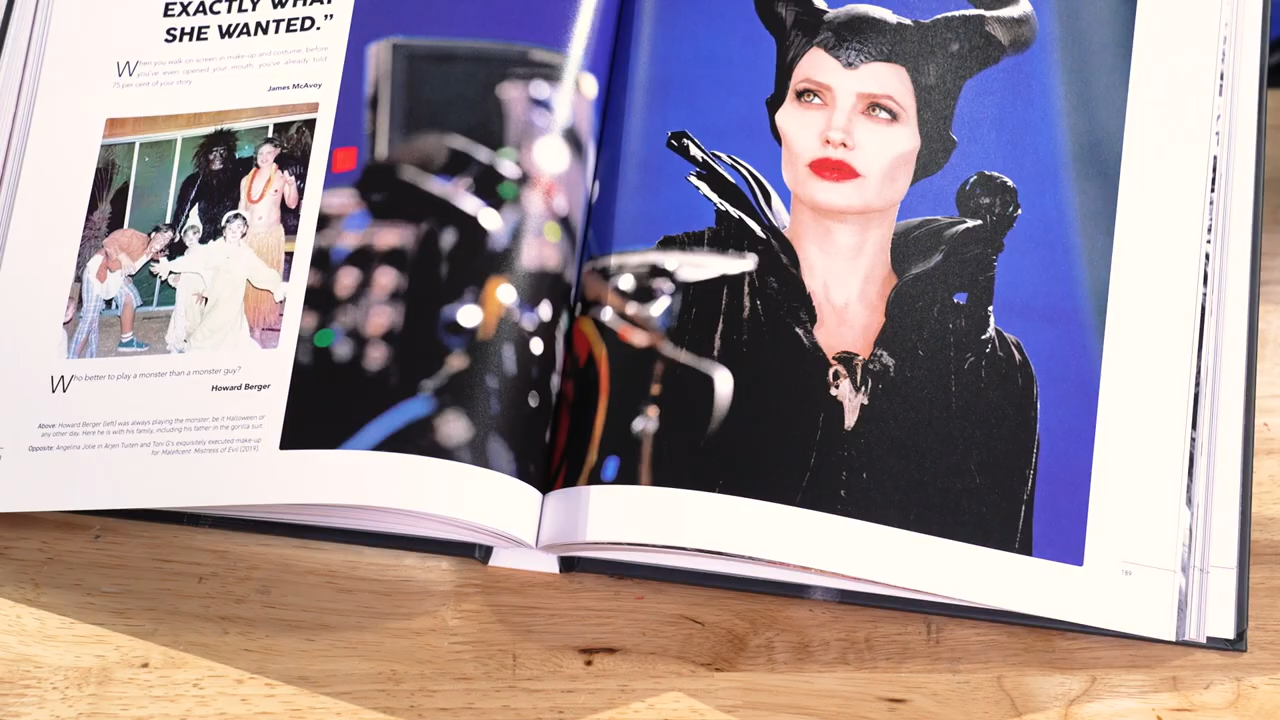 EXACTLY WHAT
SHE WANTED.”
When you walk on screen in make-up and costume, before
you've even opened your mouth, you've already told
75 per cent of your story.
James McAvoy
Who better to play a monster than a monster guy?
Howard Berger
Above: Howard Berger (left) was always playing the monster, be it Halloween or
any other day. Here he is with his family, including his father in the gorilla suit.
Opposite: Angelina Jolie in Arjen Tuiten and Toni G's exquisitely executed make-up
for Maleficent: Mistress of Evil (2019).
189